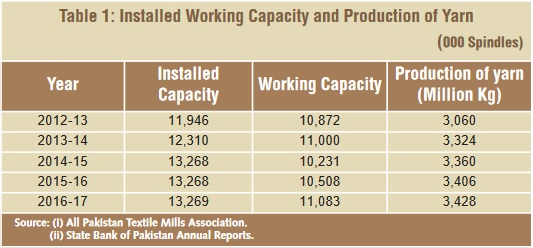 Table 1: Installed Working Capacity and Production of Yarn
(000 Spindles)
Year Installed Capacity Working Capacity Production of yarn (Million Kg)
2012-13 11,946 10,872 3,060
2013-14 12,310 11,000 3,324
2014-15 13,268 10,231 3,360
2015-16 13,268 10,508 3,406
2016-17 13,269 11,083 3,428
Source: (i) All Pakistan Textile Mills Association.
(ii) State Bank of Pakistan Annual Reports.